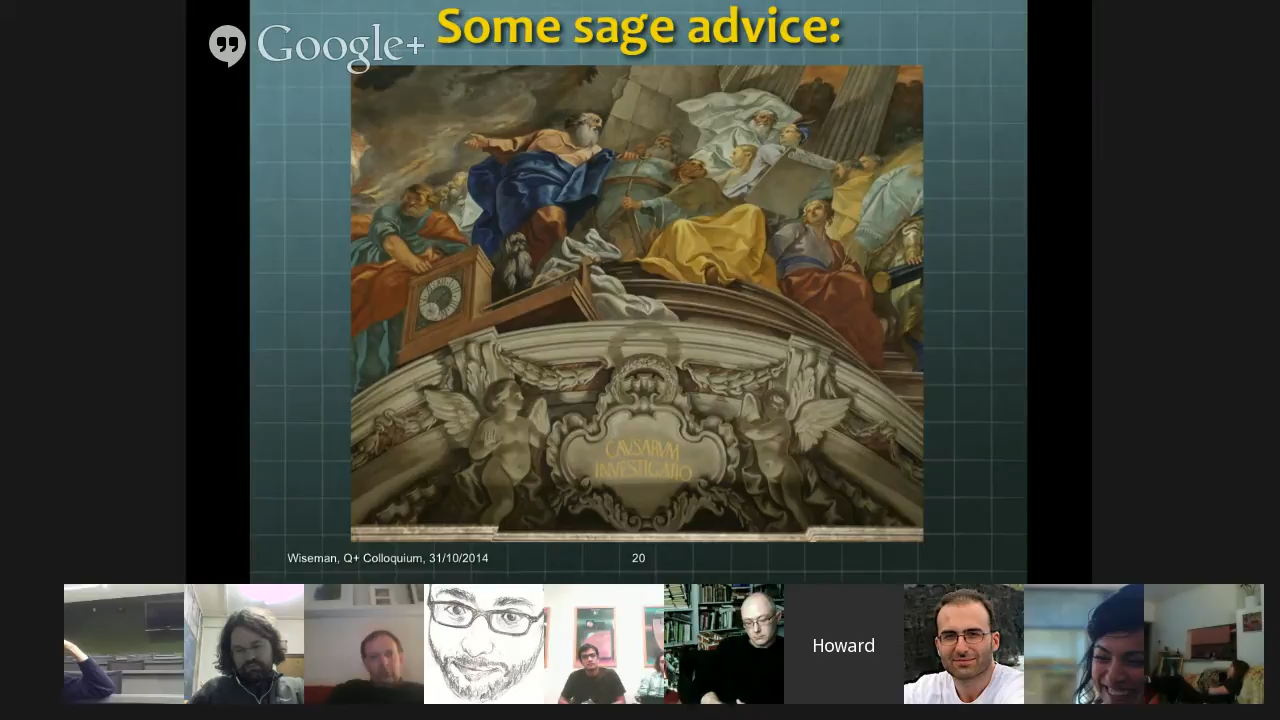 Some sage advice:
Google+
CAVSARVM
INVESTIGATIO
Wiseman, Q+ Colloquium, 31/10/2014
20
Howard